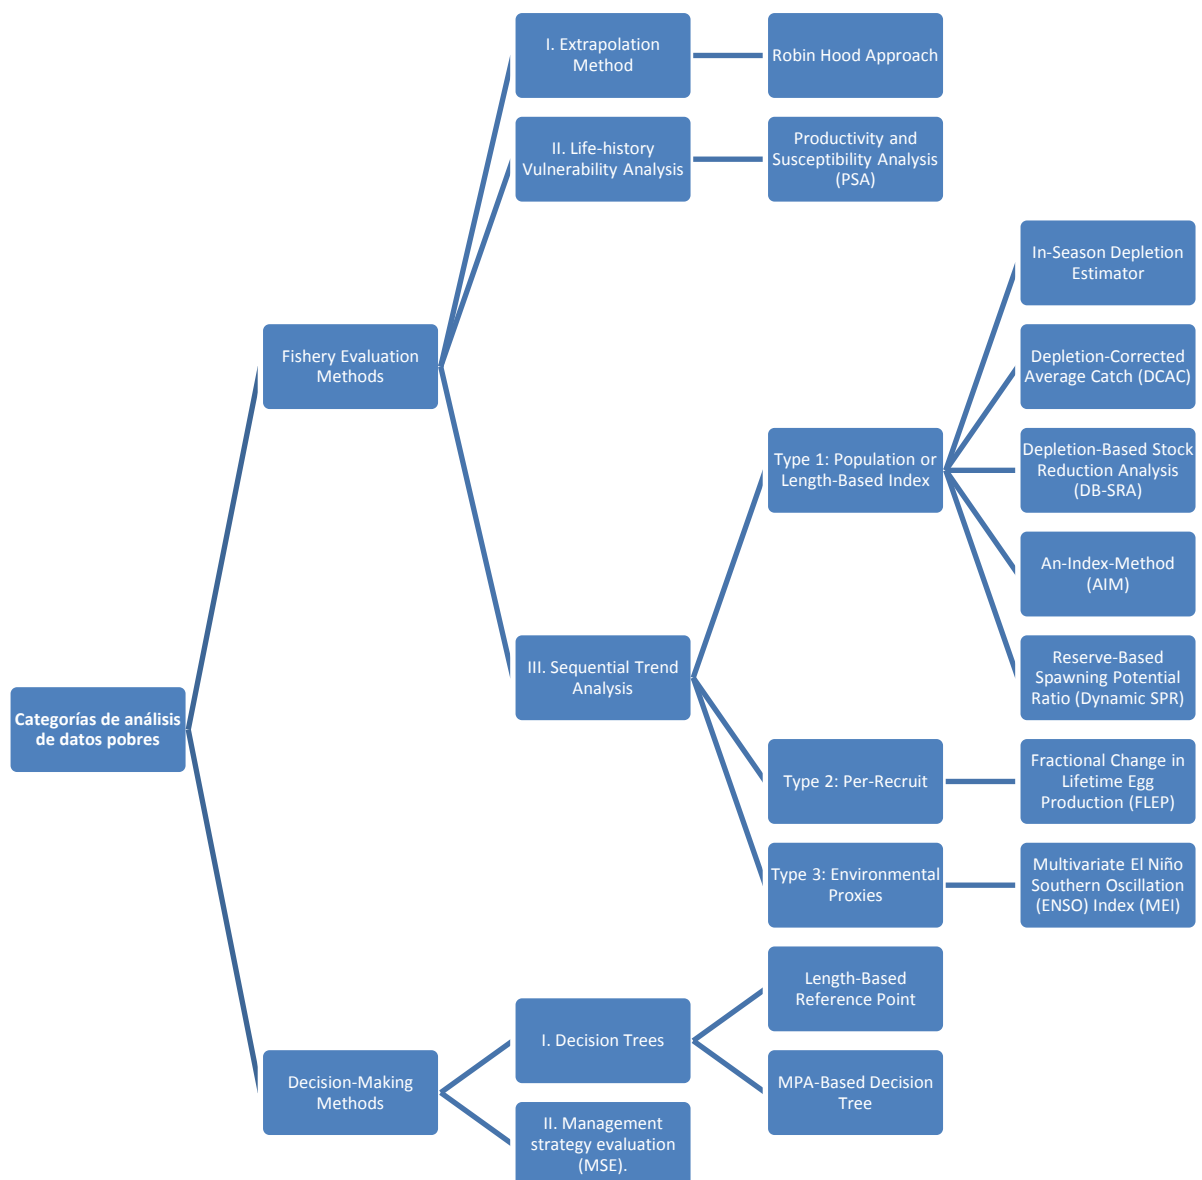 I. Extrapolation
Method
Robin Hood Approach
II. Life-history
Vulnerability Analysis
Productivity and
Susceptibility Analysis
(PSA)
In-Season Depletion
Estimator
Fishery Evaluation
Methods
Depletion-Corrected
Average Catch (DCAC)
Type 1: Population or
Length-Based Index
Depletion-Based Stock
Reduction Analysis
(DB-SRA)
An-Index-Method
(AIM)
III. Sequential Trend
Analysis
Reserve-Based
Spawning Potential
Ratio (Dynamic SPR)
Categorías de análisis
de datos pobres
Type 2: Per-Recruit
Fractional Change in
Lifetime Egg
Production (FLEP)
Type 3: Environmental
Proxies
Multivariate El Niño
Southern Oscillation
(ENSO) Index (MEI)
Length-Based
Reference Point
I. Decision Trees
Decision-Making
Methods
MPA-Based Decision
Tree
II. Management
strategy evaluation
(MSE).